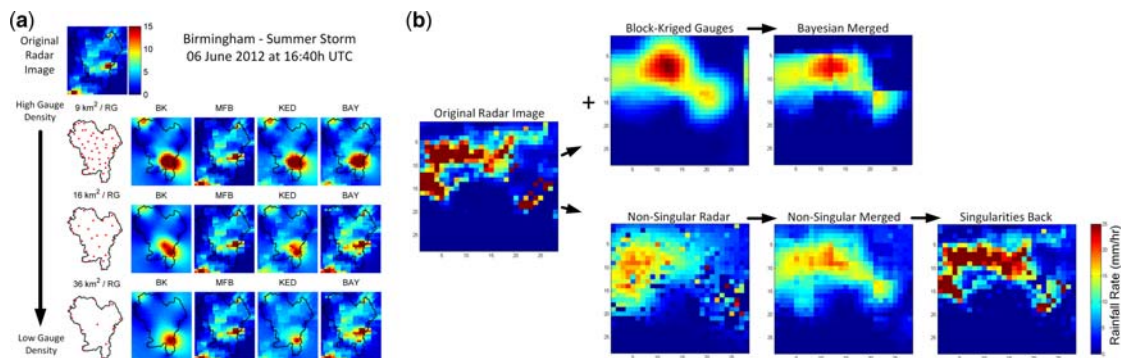 (a)
Original
Radar
Image
15
10
5
0
Birmingham - Summer Storm
06 June 2012 at 16:40h UTC
High Gauge
Density
9 km² / RG
BK
MFB
KED
BAY
16 km² / RG
BK
MFB
KED
BAY
36 km² / RG
BK
MFB
KED
BAY
Low Gauge
Density
(b)
Block-Kriged Gauges
Bayesian Merged
Original Radar Image
+
Non-Singular Radar
Non-Singular Merged
Singularities Back
Rainfall Rate (mm/hr)